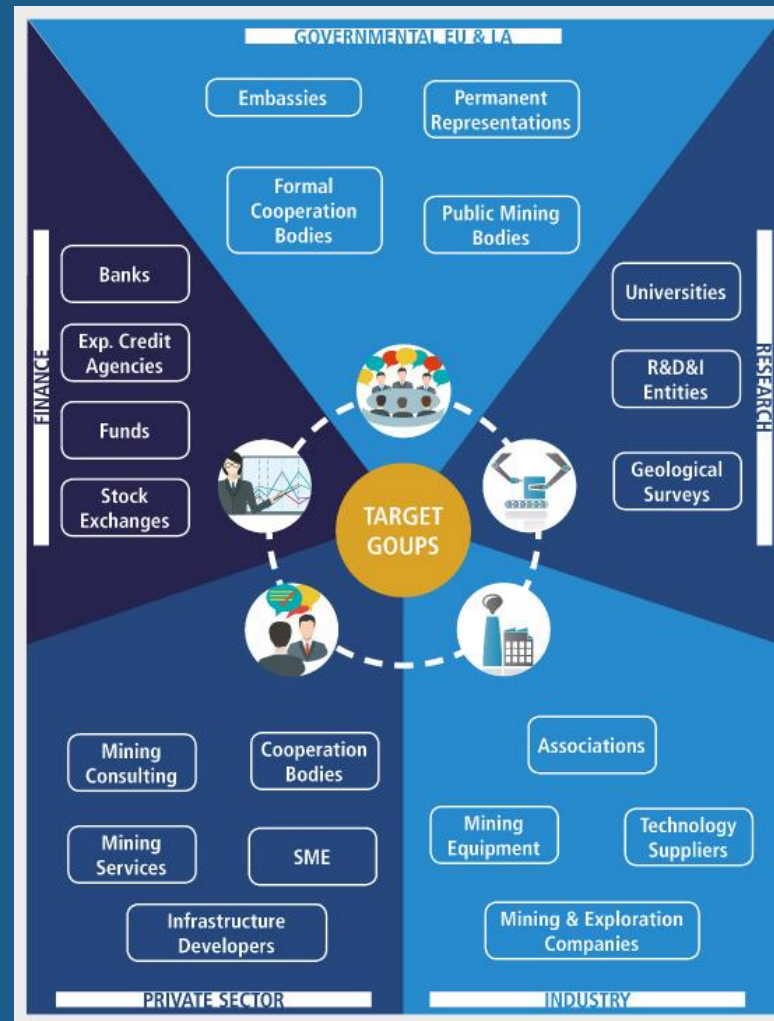 GOVERNMENTAL EU & LA
Embassies
Permanent
Representations
Formal
Cooperation
Bodies
Public Mining
Bodies
FINANCE
Banks
Exp. Credit
Agencies
Funds
Stock
Exchanges
RESEARCH
Universities
R&D&I
Entities
Geological
Surveys
TARGET
GOUPS
Mining
Consulting
Cooperation
Bodies
Mining
Services
SME
Infrastructure
Developers
PRIVATE SECTOR
Associations
Mining
Equipment
Technology
Suppliers
Mining & Exploration
Companies
INDUSTRY